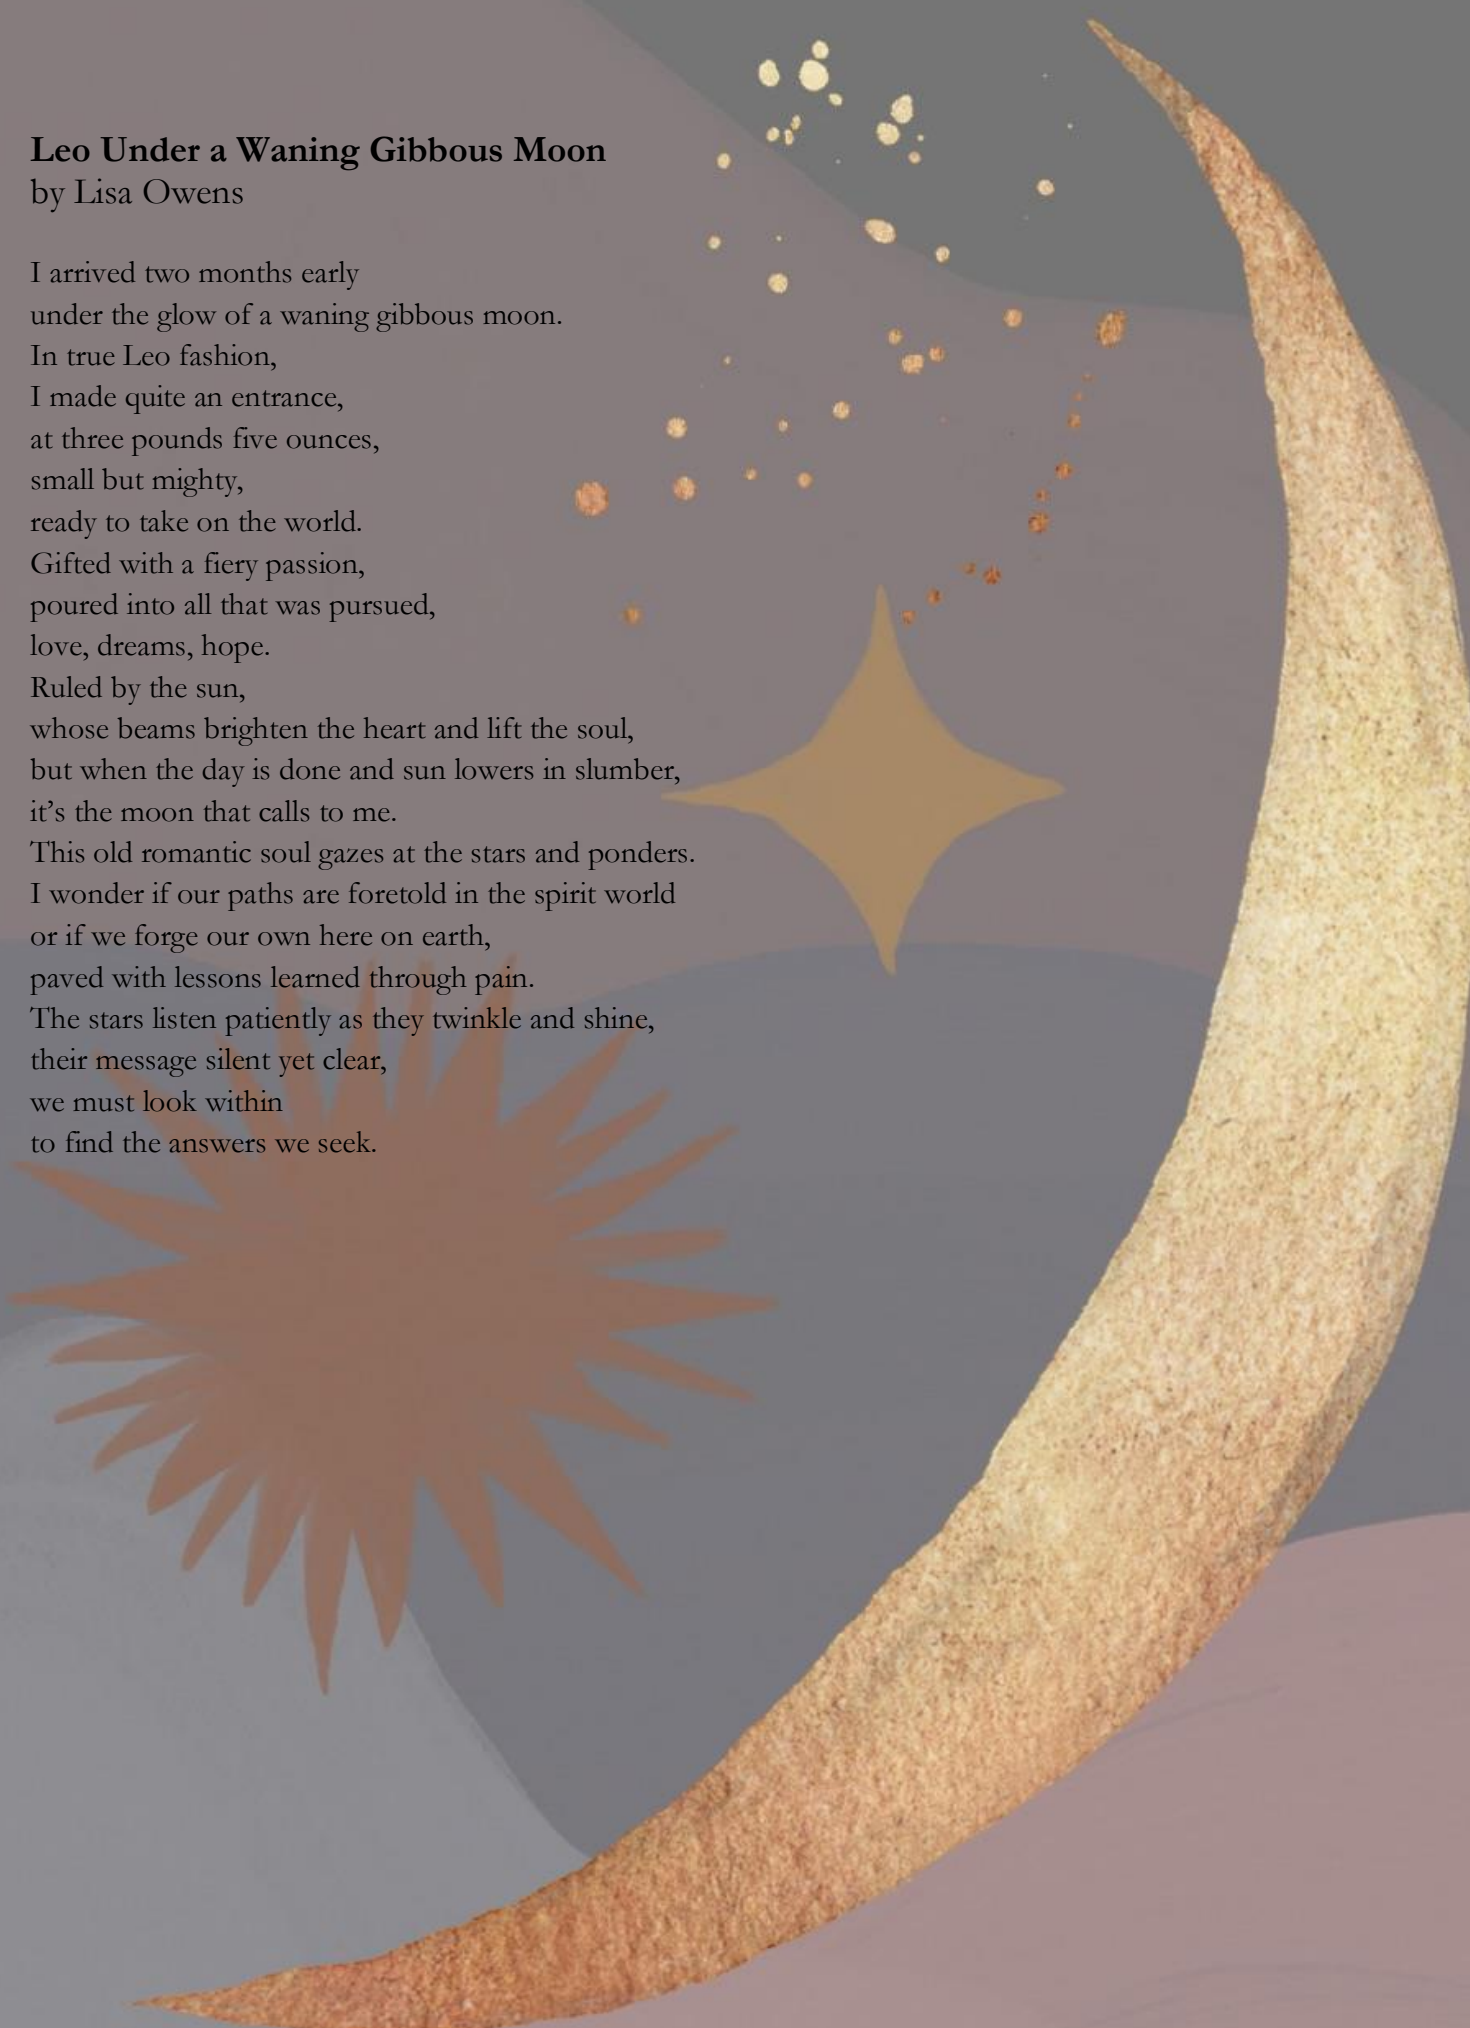 Leo Under a Waning Gibbous Moon
by Lisa Owens
I arrived two months early
under the glow of a waning gibbous moon.
In true Leo fashion,
I made quite an entrance,
at three pounds five ounces,
small but mighty,
ready to take on the world.
Gifted with a fiery passion,
poured into all that was pursued,
love, dreams, hope.
Ruled by the sun,
whose beams brighten the heart and lift the soul,
but when the day is done and sun lowers in slumber,
it’s the moon that calls to me.
This old romantic soul gazes at the stars and ponders.
I wonder if our paths are foretold in the spirit world
or if we forge our own here on earth,
paved with lessons learned through pain.
The stars listen patiently as they twinkle and shine,
their message silent yet clear,
we must look within
to find the answers we seek.